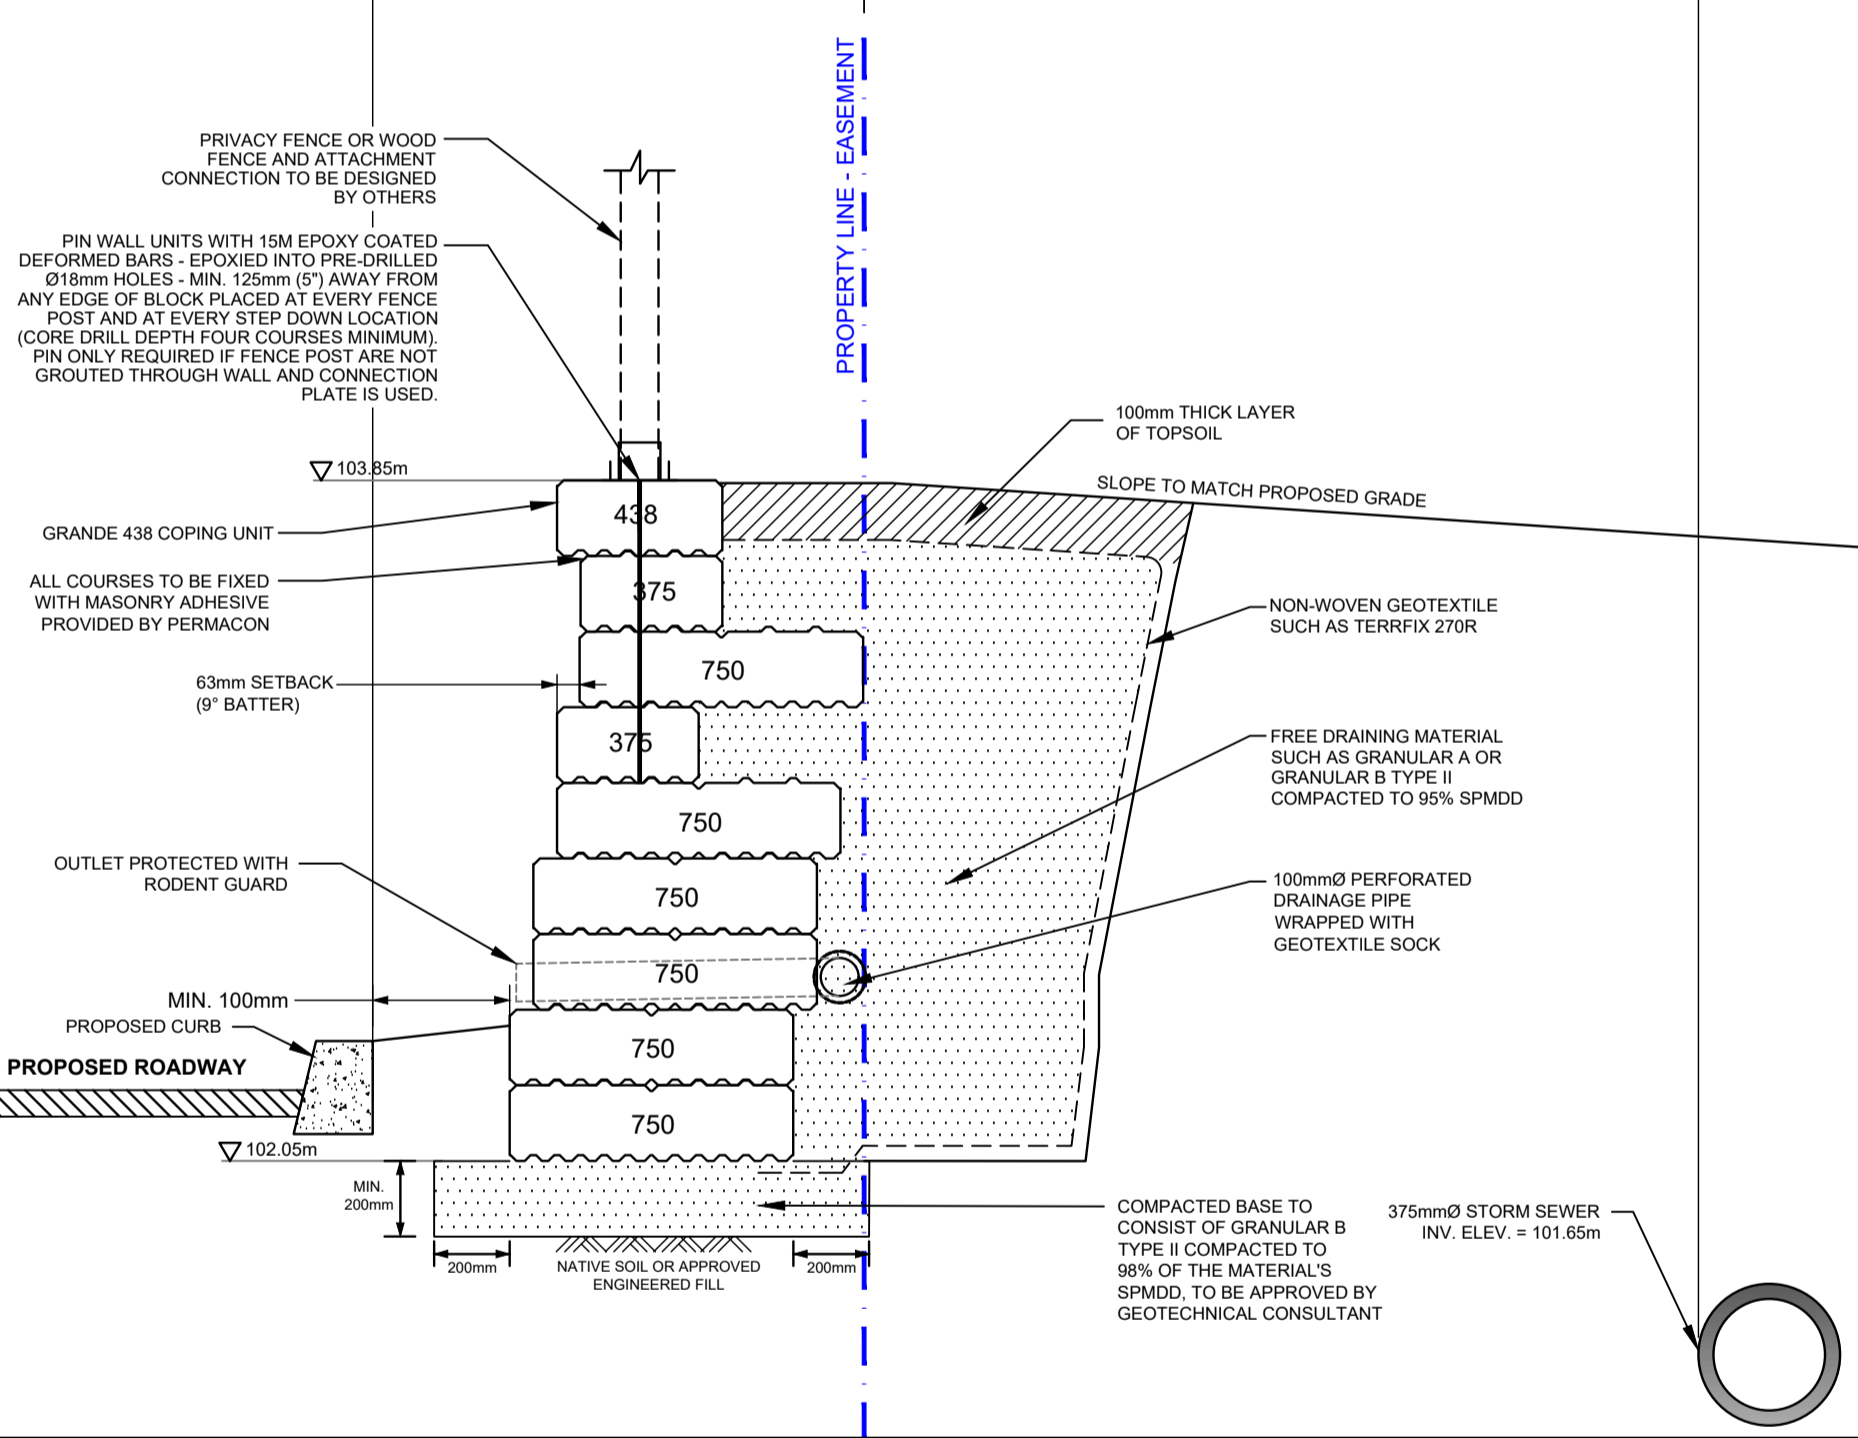 PROPERTY LINE - EASEMENT
PRIVACY FENCE OR WOOD
FENCE AND ATTACHMENT
CONNECTION TO BE DESIGNED
BY OTHERS
PIN WALL UNITS WITH 15M EPOXY COATED
DEFORMED BARS - EPOXIED INTO PRE-DRILLED
Ø18mm HOLES - MIN. 125mm (5") AWAY FROM
ANY EDGE OF BLOCK PLACED AT EVERY FENCE
POST AND AT EVERY STEP DOWN LOCATION
(CORE DRILL DEPTH FOUR COURSES MINIMUM).
PIN ONLY REQUIRED IF FENCE POST ARE NOT
GROUTED THROUGH WALL AND CONNECTION
PLATE IS USED.
100mm THICK LAYER
OF TOPSOIL
103.85m
SLOPE TO MATCH PROPOSED GRADE
438
GRANDE 438 COPING UNIT
ALL COURSES TO BE FIXED
WITH MASONRY ADHESIVE
PROVIDED BY PERMACON
375
NON-WOVEN GEOTEXTILE
SUCH AS TERRFIX 270R
750
63mm SETBACK
(9° BATTER)
375
FREE DRAINING MATERIAL
SUCH AS GRANULAR A OR
GRANULAR B TYPE II
COMPACTED TO 95% SPMDD
750
OUTLET PROTECTED WITH
RODENT GUARD
750
100mmØ PERFORATED
DRAINAGE PIPE
WRAPPED WITH
GEOTEXTILE SOCK
750
MIN. 100mm
PROPOSED CURB
PROPOSED ROADWAY
750
750
102.05m
MIN.
200mm
200mm
NATIVE SOIL OR APPROVED
ENGINEERED FILL
200mm
COMPACTED BASE TO
CONSIST OF GRANULAR B
TYPE II COMPACTED TO
98% OF THE MATERIAL'S
SPMDD, TO BE APPROVED BY
GEOTECHNICAL CONSULTANT
375mmØ STORM SEWER
INV. ELEV. = 101.65m